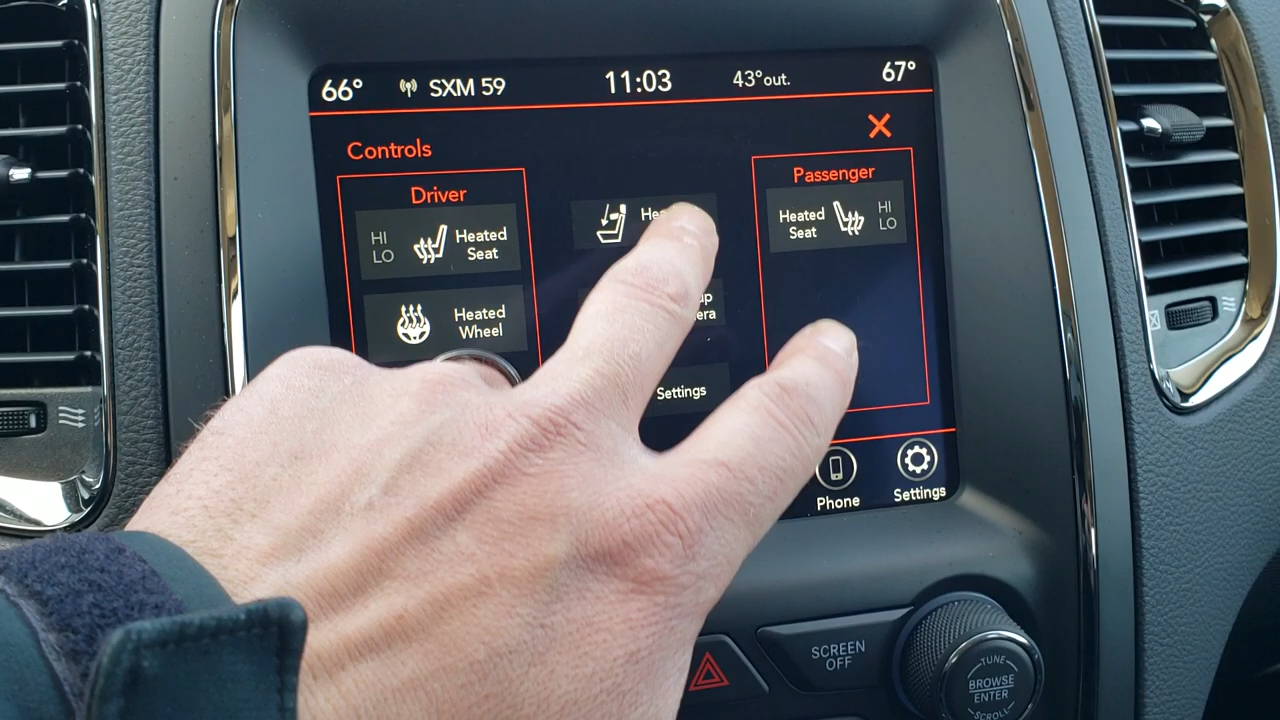 66° SXM 59 11:03 43°out. 67°
Controls
Driver
HI
LO
Heated
Seat
Heated
Wheel
Settings
Passenger
Heated
Seat
HI
LO
Phone
Settings
SCREEN
OFF
TUNE
BROWSE
ENTER
SCROLL